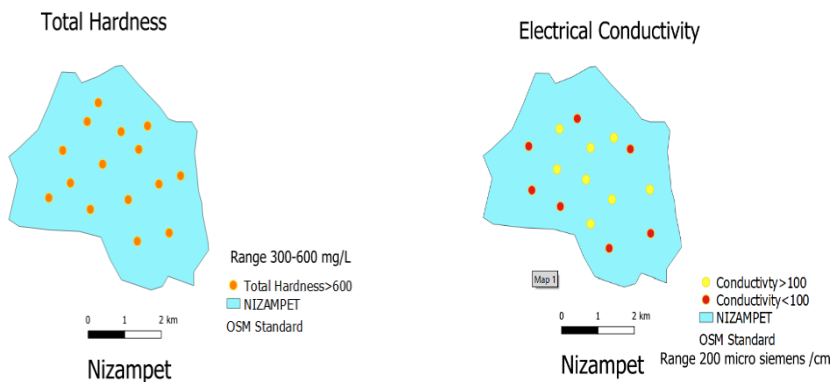 Total Hardness
Range 300-600 mg/L
Total Hardness>600
NIZAMPET
OSM Standard
0 1 2 km
Nizampet
Electrical Conductivity
Map 1
Conductivty>100
Conductivity<100
NIZAMPET
OSM Standard
Range 200 micro siemens /cm
0 1 2 km
Nizampet